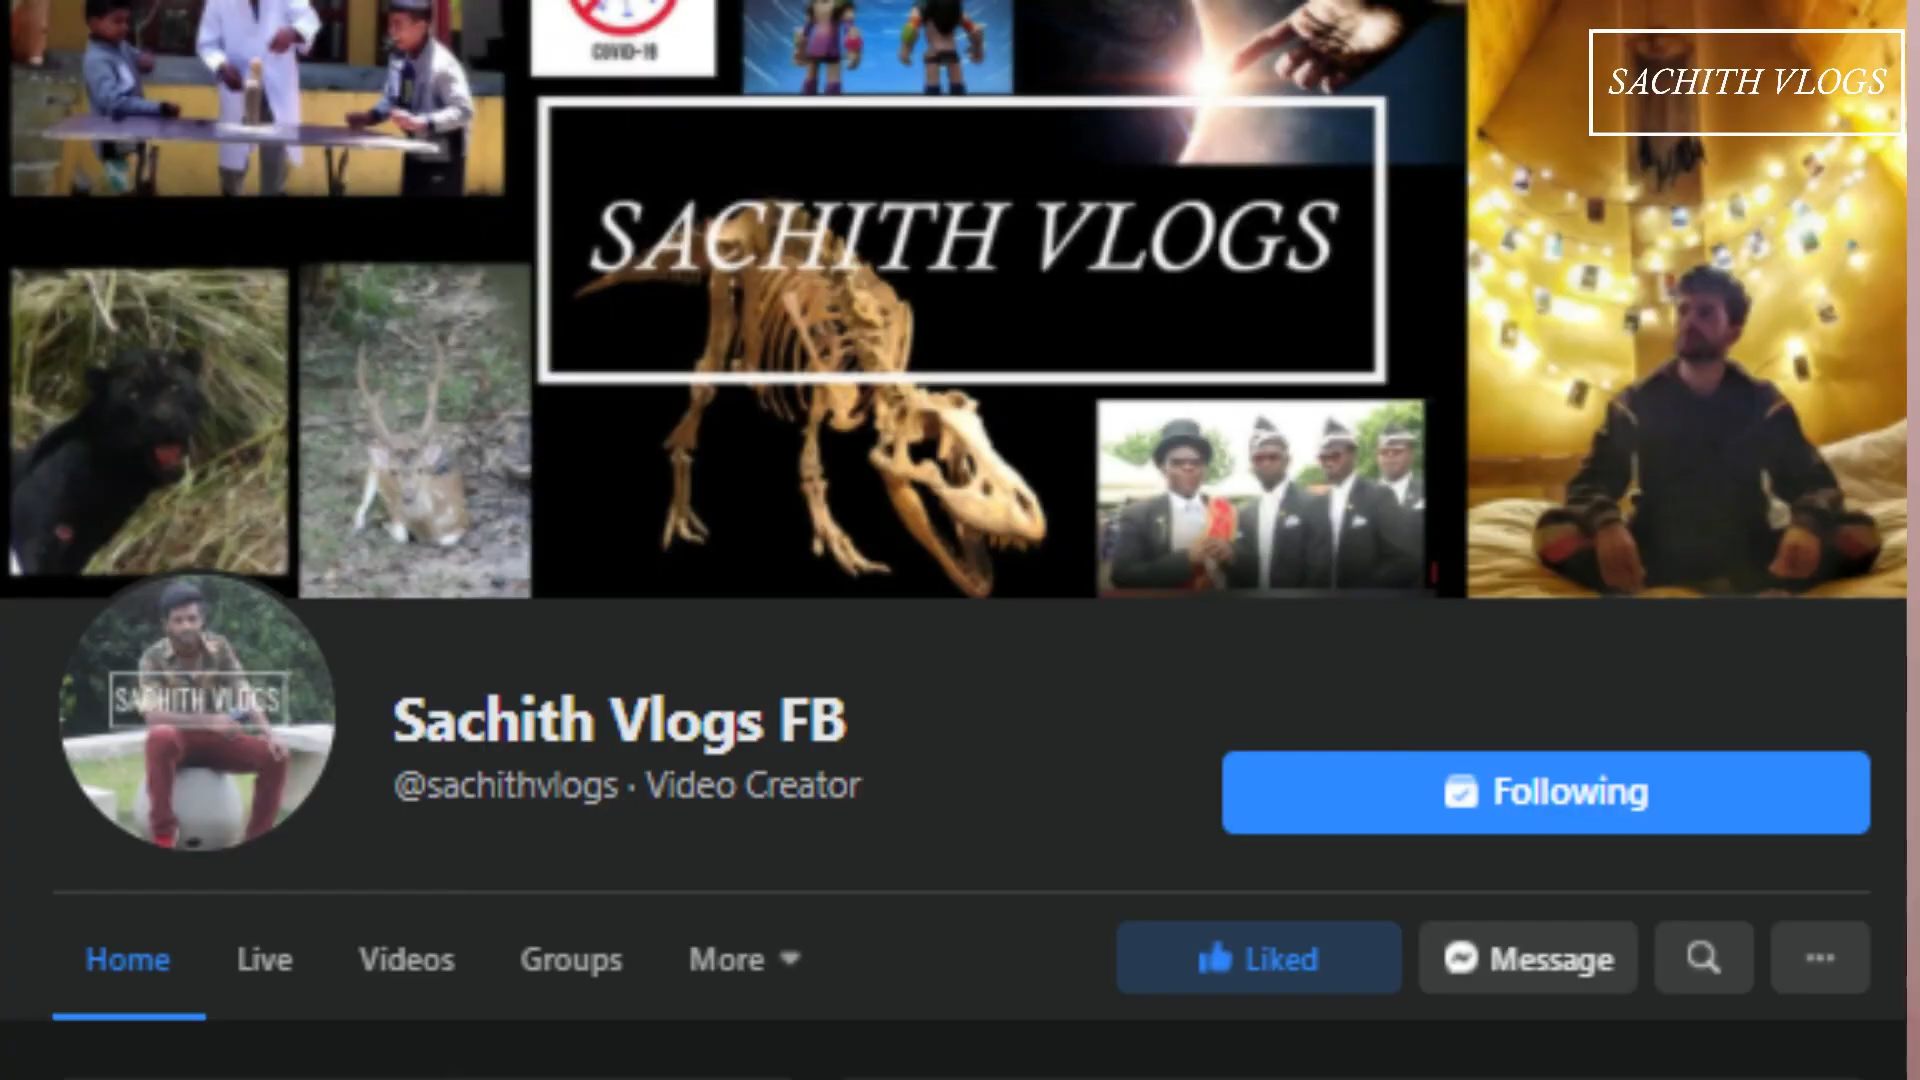 COVID-19
SACHITH VLOGS
SACHITH VLOGS
SACHITH VLOGS
Sachith Vlogs FB
@sachithvlogs · Video Creator
Following
Home Live Videos Groups More
Liked Message